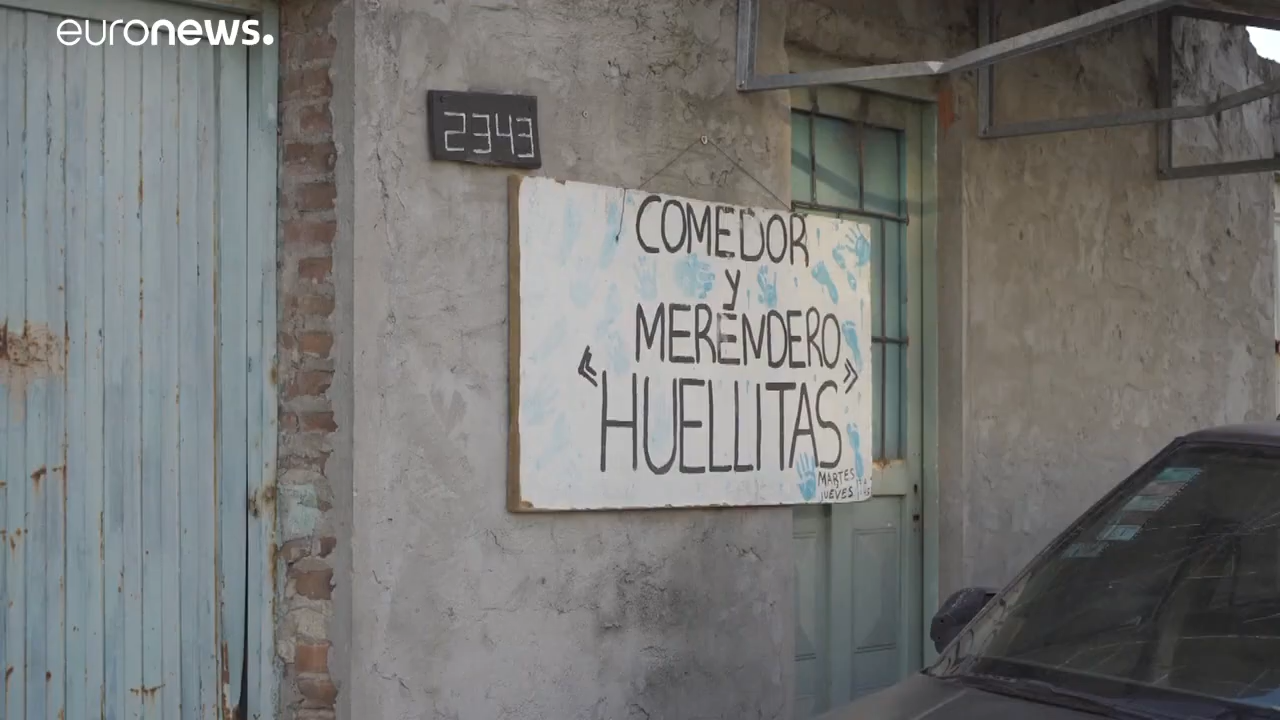 euronews.
2343
COMEDOR
y
MERENDERO
"HUELLITAS"
MARTES
JUEVES